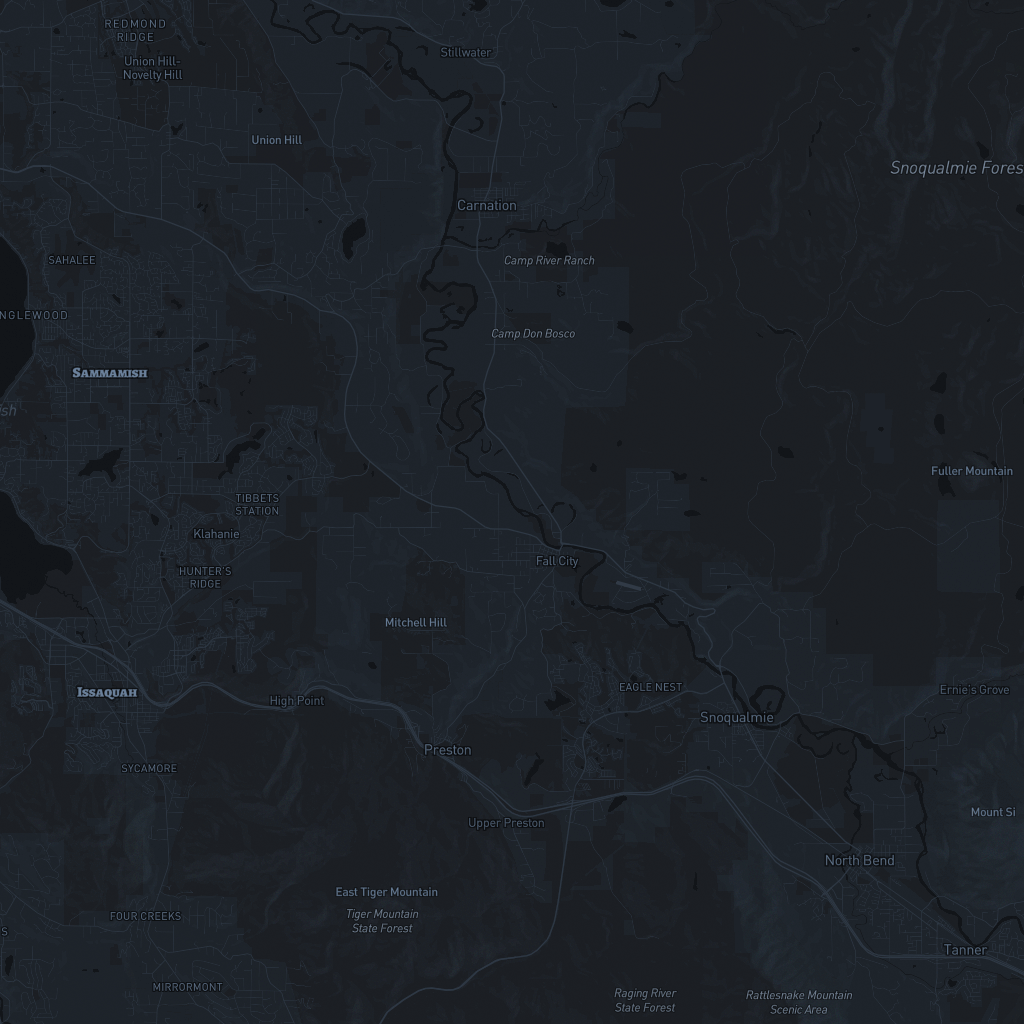 REDMOND
RIDGE
Stillwater
Union Hill-
Novelty Hill
Union Hill
Snoqualmie Fores
Carnation
SAHALEE
Camp River Ranch
NGLEWOOD
Camp Don Bosco
SAMMAMISH
ish
Fuller Mountain
TIBBETS
STATION
Klahanie
Fall City
HUNTER'S
RIDGE
Mitchell Hill
EAGLE NEST
Ernie's Grove
ISSAQUAH
High Point
Snoqualmie
Preston
SYCAMORE
Mount Si
Upper Preston
North Bend
East Tiger Mountain
Tiger Mountain
State Forest
FOUR CREEKS
S
Tanner
MIRRORMONT
Raging River
State Forest
Rattlesnake Mountain
Scenic Area